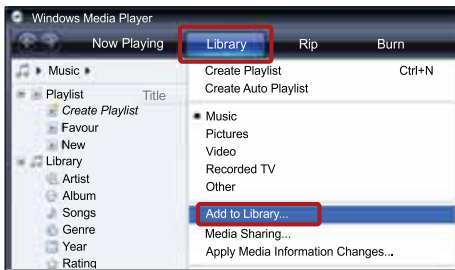 Windows Media Player
Now Playing Library Rip Burn
Music
Playlist Title
Create Playlist
Favour
New
Library
Artist
Album
Songs
Genre
Year
Rating
Create Playlist Ctrl+N
Create Auto Playlist
Music
Pictures
Video
Recorded TV
Other
Add to Library...
Media Sharing...
Apply Media Information Changes...